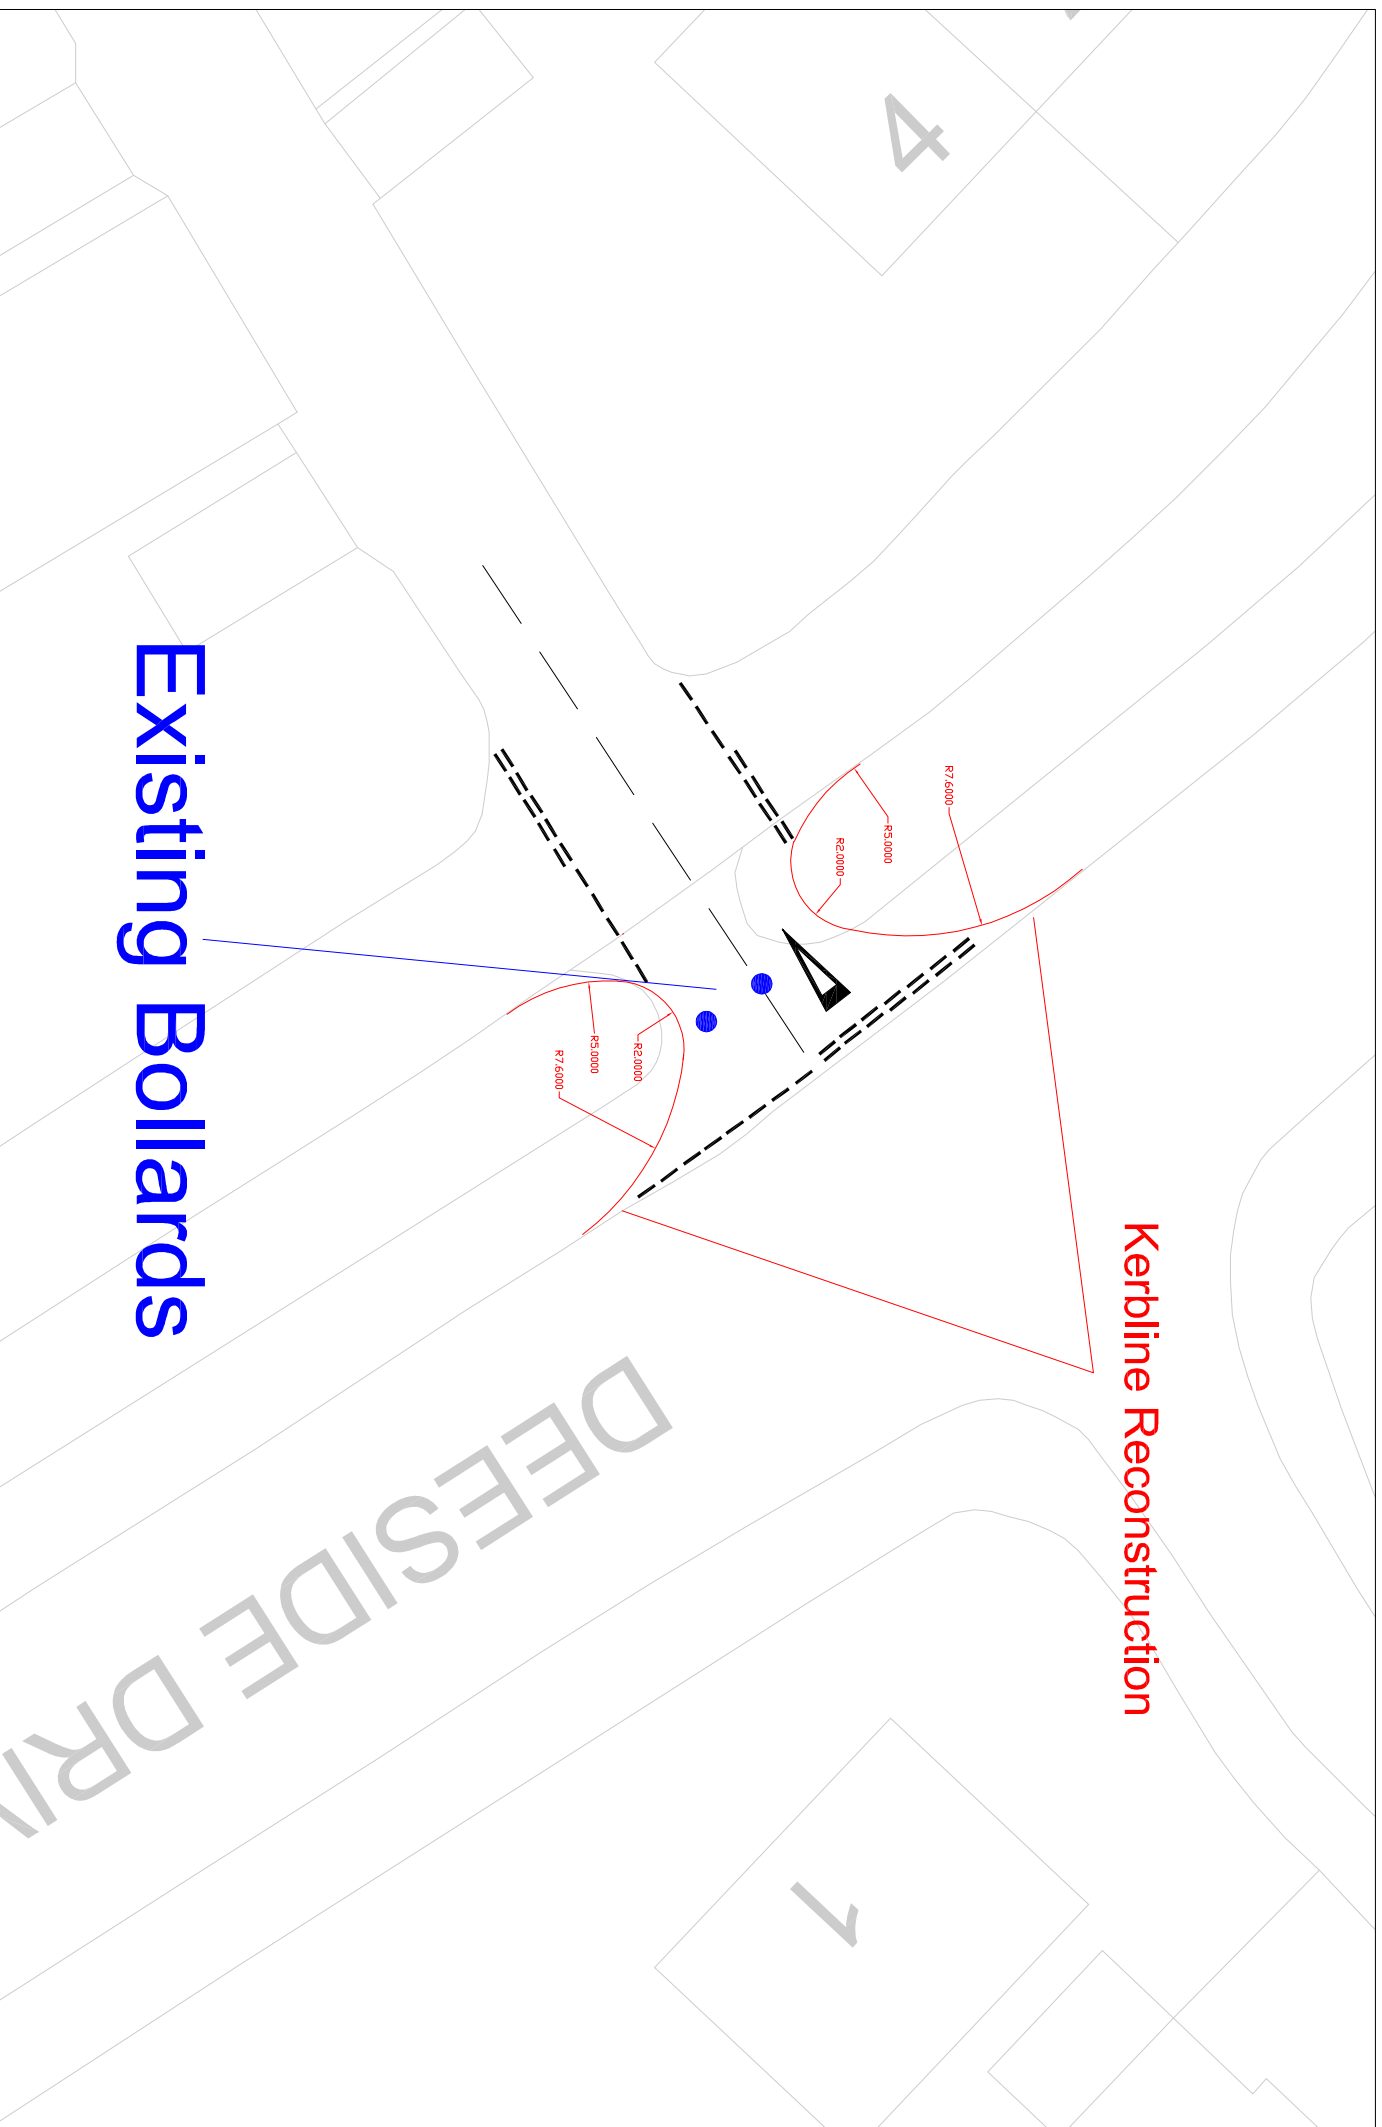 4
R7.6000
R5.0000
R2.0000
Existing Bollards
R5.0000
R2.0000
R7.6000
Kerbline Reconstruction
DEESIDE DRIV
1